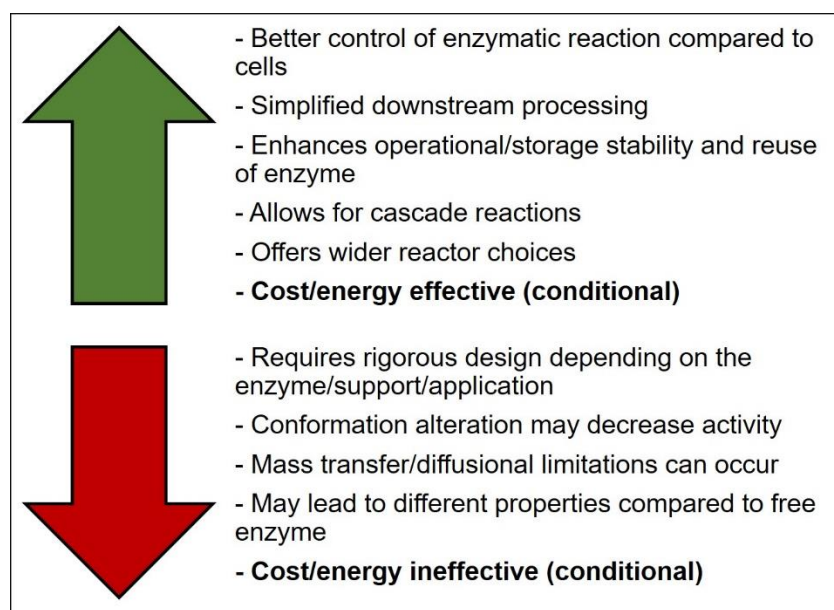 - Better control of enzymatic reaction compared to
cells
- Simplified downstream processing
- Enhances operational/storage stability and reuse
of enzyme
- Allows for cascade reactions
- Offers wider reactor choices
- Cost/energy effective (conditional)
- Requires rigorous design depending on the
enzyme/support/application
- Conformation alteration may decrease activity
- Mass transfer/diffusional limitations can occur
- May lead to different properties compared to free
enzyme
- Cost/energy ineffective (conditional)